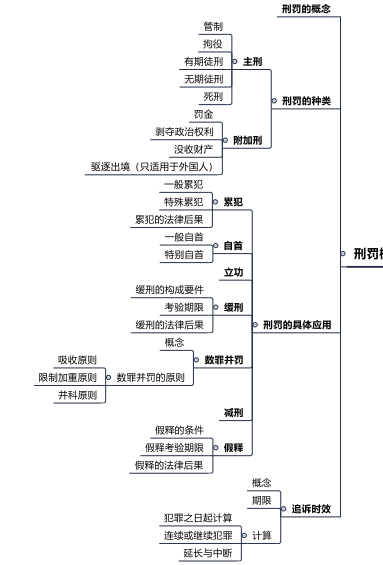 刑罚的概念
管制
拘役
有期徒刑
主刑
无期徒刑
死刑
刑罚的种类
罚金
剥夺政治权利
附加刑
没收财产
驱逐出境（只适用于外国人）
一般累犯
特殊累犯
累犯
累犯的法律后果
一般自首
自首
特别自首
刑罚
立功
缓刑的构成要件
考验期限
缓刑
缓刑的法律后果
刑罚的具体应用
概念
数罪并罚
吸收原则
限制加重原则
数罪并罚的原则
并科原则
减刑
假释的条件
假释考验期限
假释
假释的法律后果
概念
期限
追诉时效
犯罪之日起计算
连续或继续犯罪
计算
延长与中断